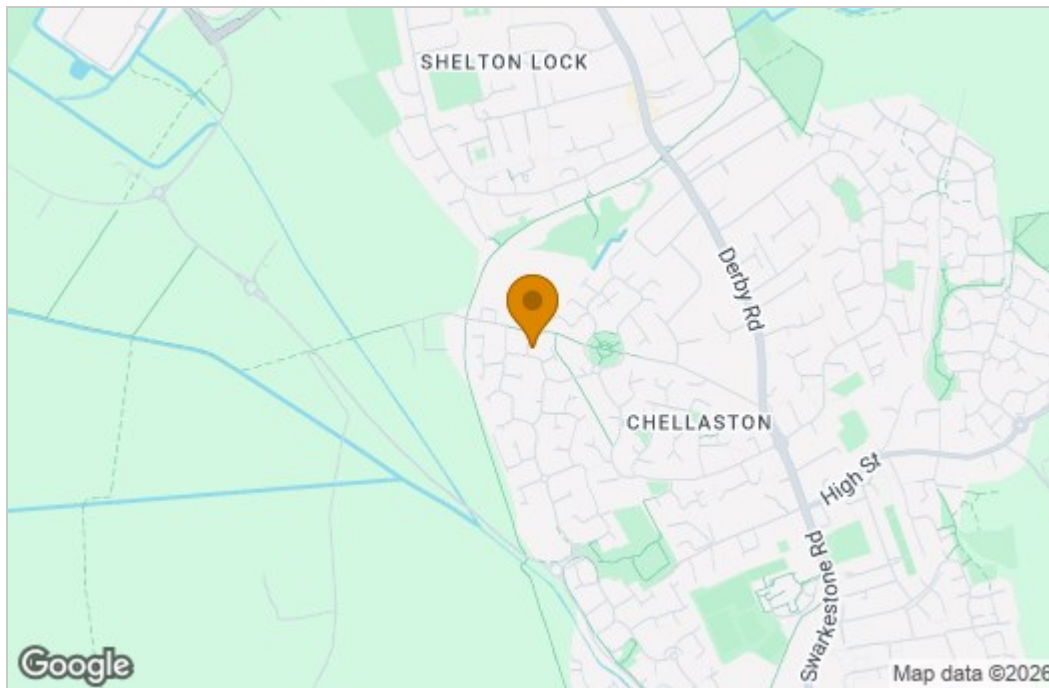 SHELTON LOCK
Derby Rd
CHELLASTON
High St
Swarkestone Rd
Google
Map data ©2026